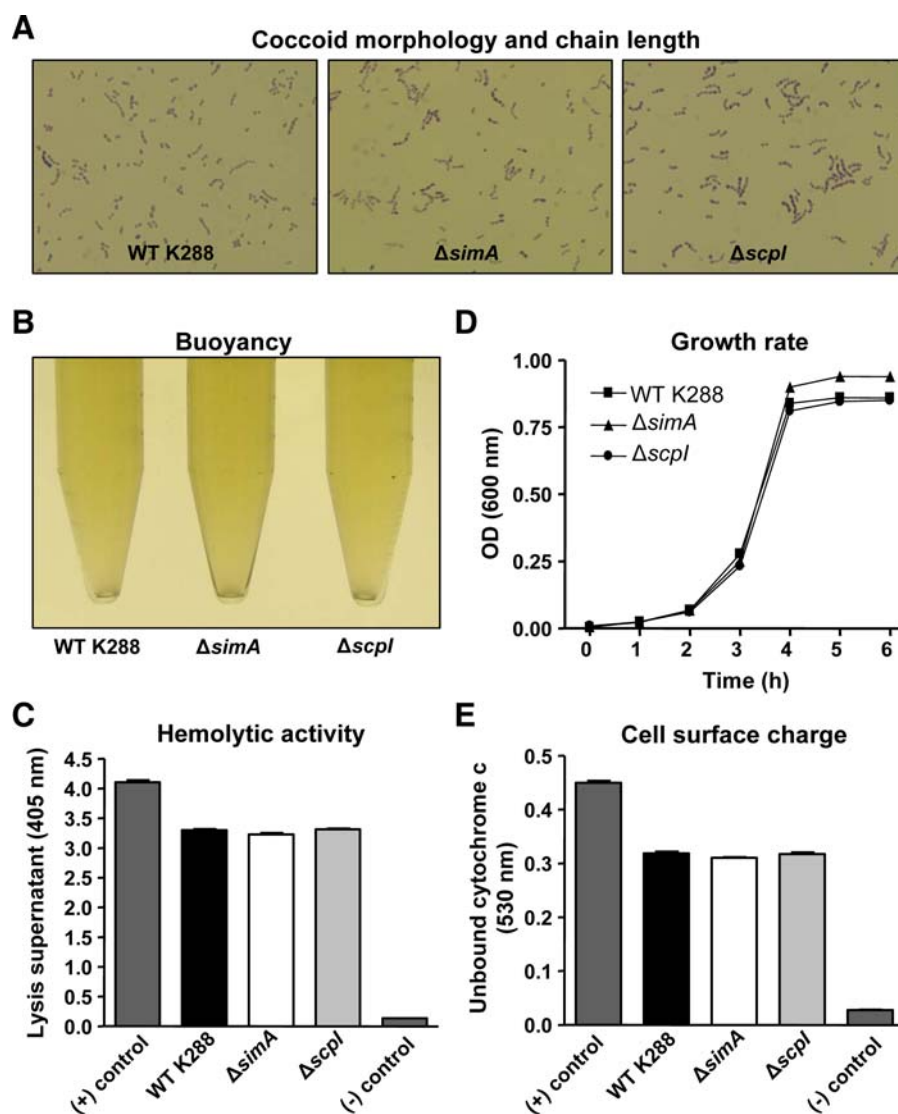 A
Coccoid morphology and chain length
WT K288
ΔsimA
ΔscpI
B
Buoyancy
WT K288
ΔsimA
ΔscpI
D
Growth rate
OD (600 nm)
1.00
0.75
0.50
0.25
0.00
WT K288
ΔsimA
ΔscpI
0 1 2 3 4 5 6
Time (h)
C
Hemolytic activity
Lysis supernatant (405 nm)
4.5
4.0
3.5
3.0
2.5
2.0
1.5
1.0
0.5
0.0
(+) control
WT K288
ΔsimA
ΔscpI
(-) control
E
Cell surface charge
Unbound cytochrome c
(530 nm)
0.5
0.4
0.3
0.2
0.1
0.0
(+) control
WT K288
ΔsimA
ΔscpI
(-) control